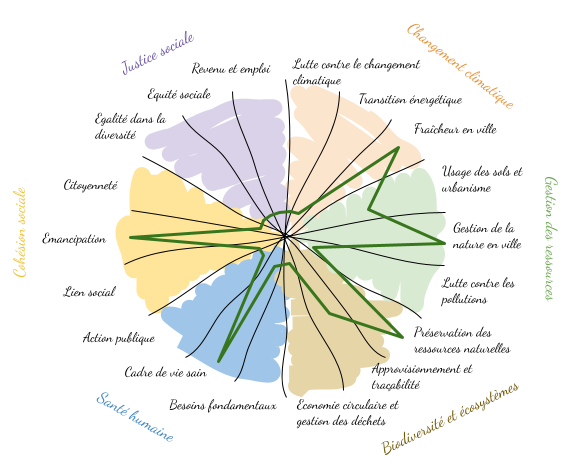 Justice sociale
Changement climatique
Revenu et emploi
Lutte contre le changement
climatique
Equité sociale
Transition énergétique
Egalité dans la
diversité
Fraîcheur en ville
Citoyenneté
Usage des sols et
urbanisme
Cohésion sociale
Gestion des ressources
Emancipation
Gestion de la
nature en ville
Lien social
Lutte contre les
pollutions
Action publique
Préservation des
ressources naturelles
Cadre de vie sain
Approvisionnement et
traçabilité
Besoins fondamentaux
Economie circulaire et
gestion des déchets
Santé humaine
Biodiversité et écosystèmes